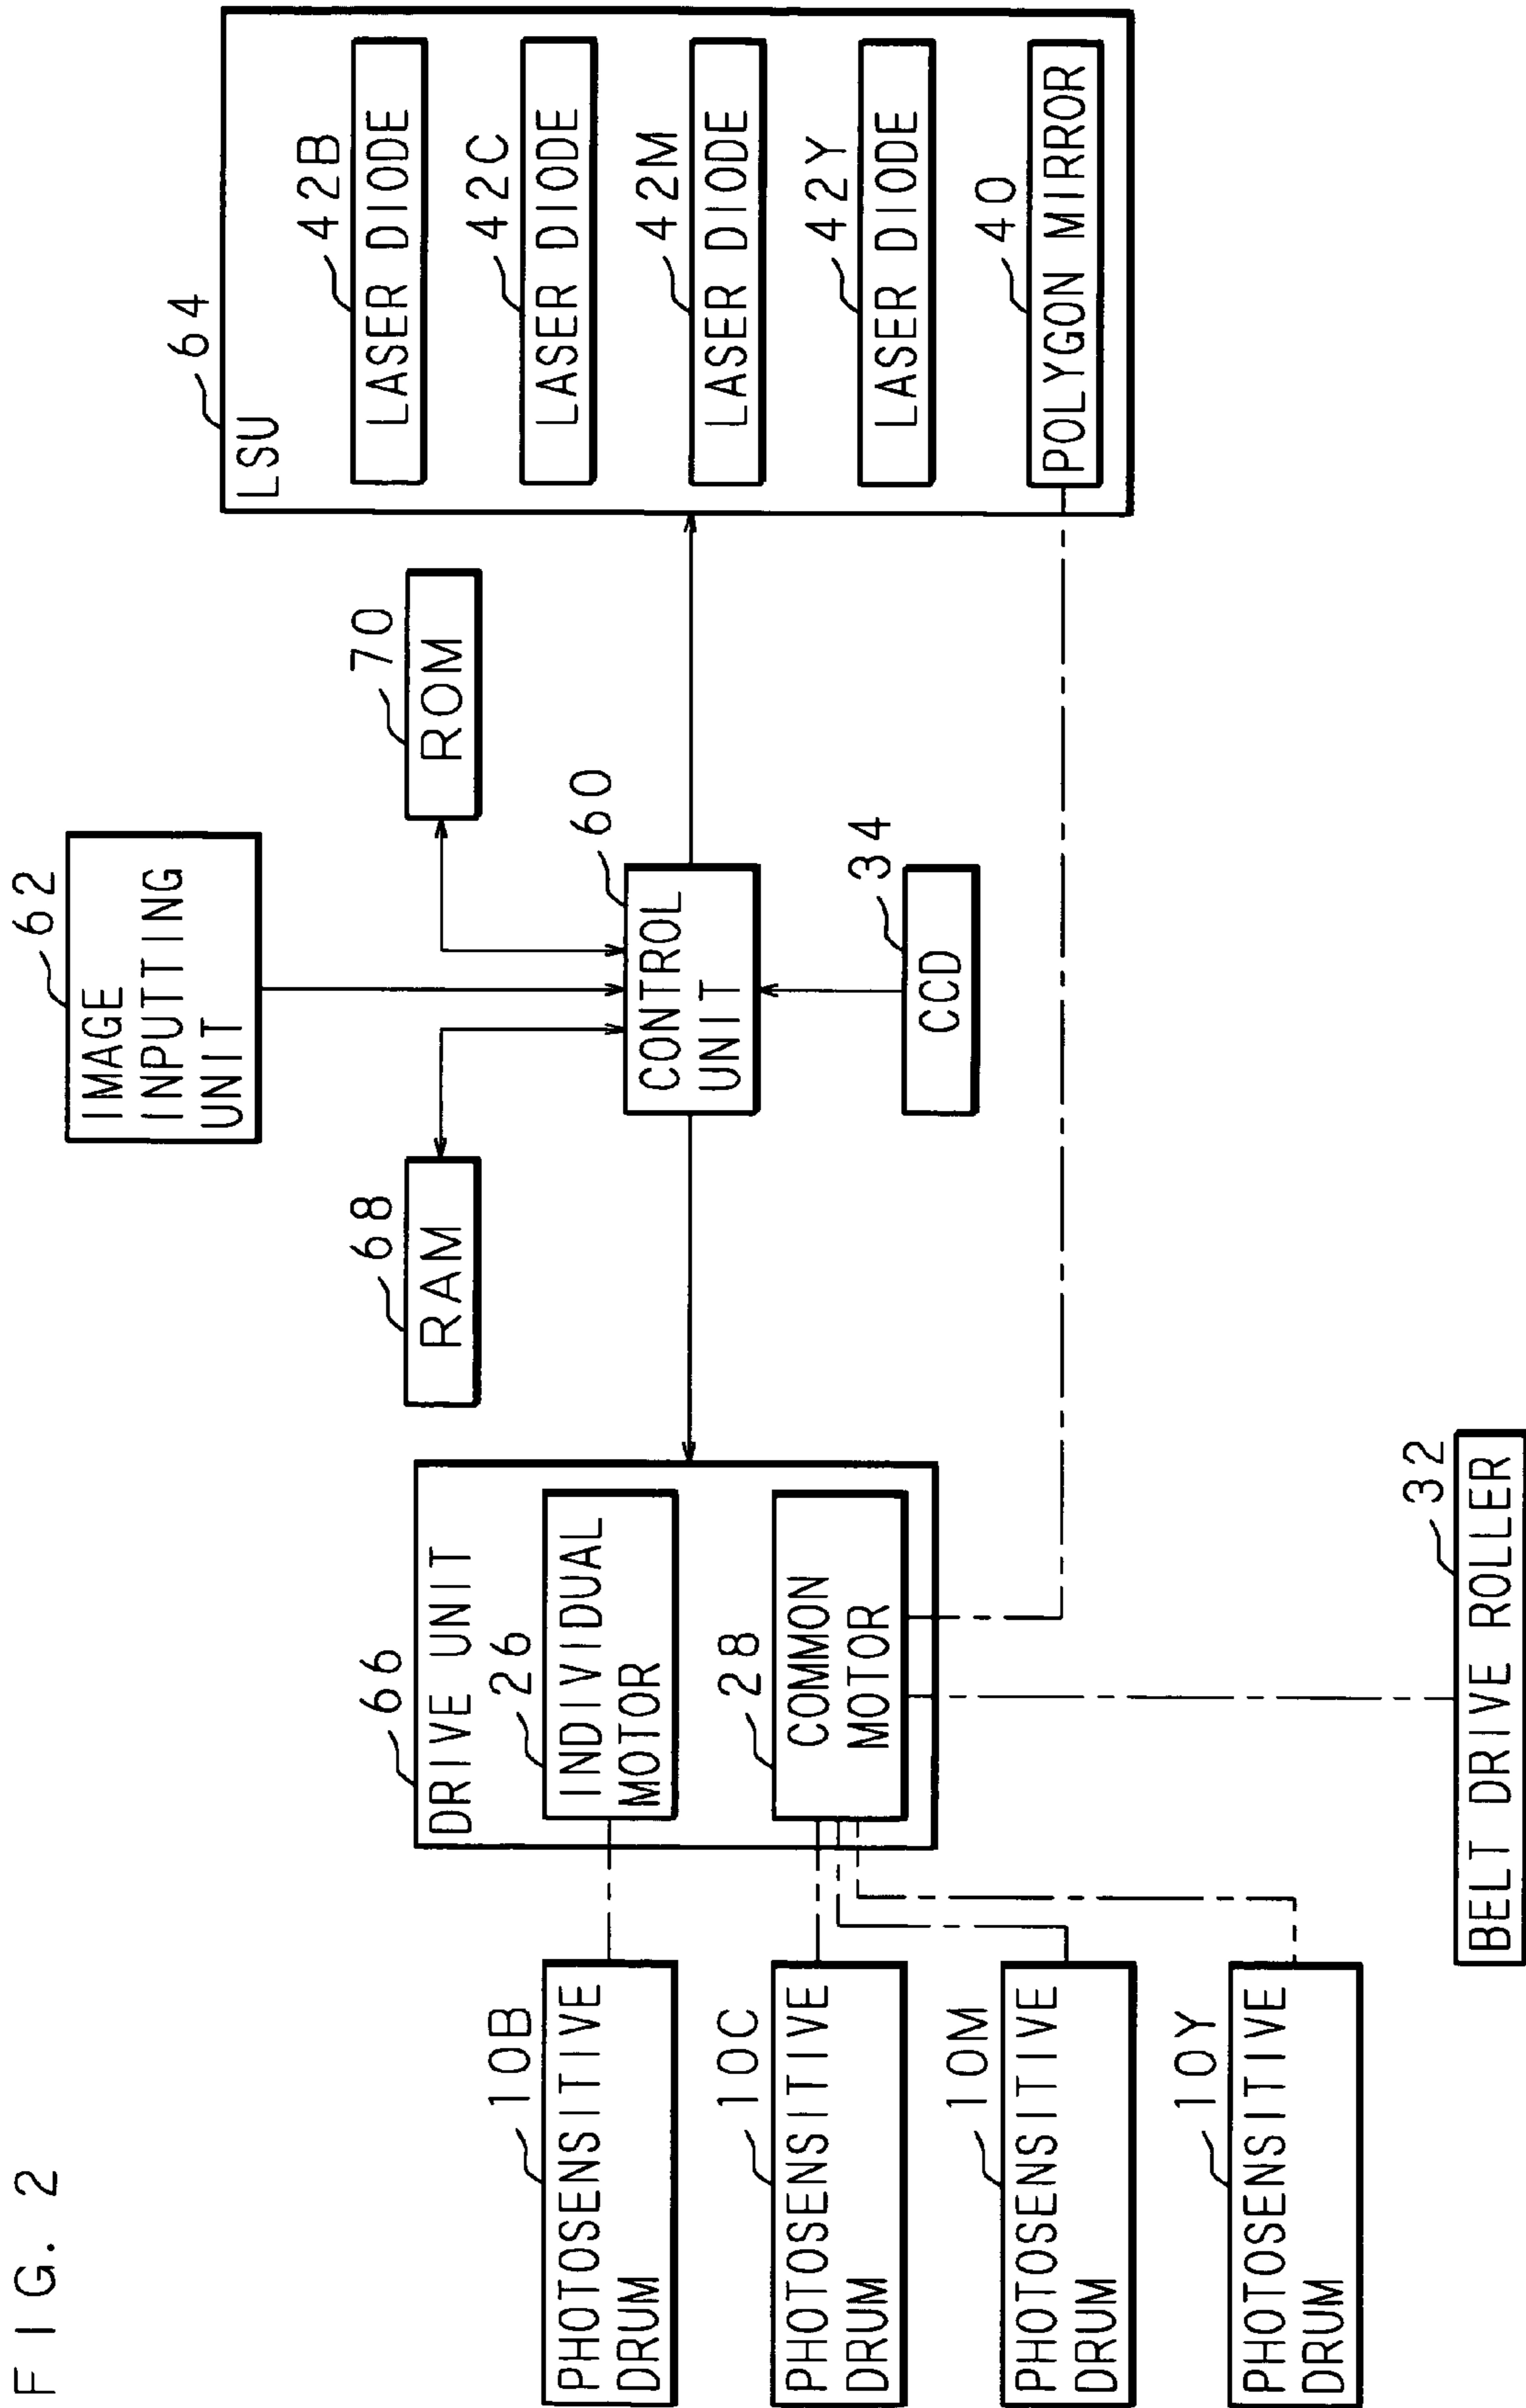 FIG. 2
62
IMAGE
INPUTTING
UNIT
64
LSU
42B
LASER DIODE
42C
LASER DIODE
42M
LASER DIODE
42Y
LASER DIODE
40
POLYGON MIRROR
68
RAM
70
ROM
60
CONTROL
UNIT
34
CCD
66
DRIVE UNIT
26
INDIVIDUAL
MOTOR
28
COMMON
MOTOR
10B
PHOTOSENSITIVE
DRUM
10C
PHOTOSENSITIVE
DRUM
10M
PHOTOSENSITIVE
DRUM
10Y
PHOTOSENSITIVE
DRUM
32
BELT DRIVE ROLLER